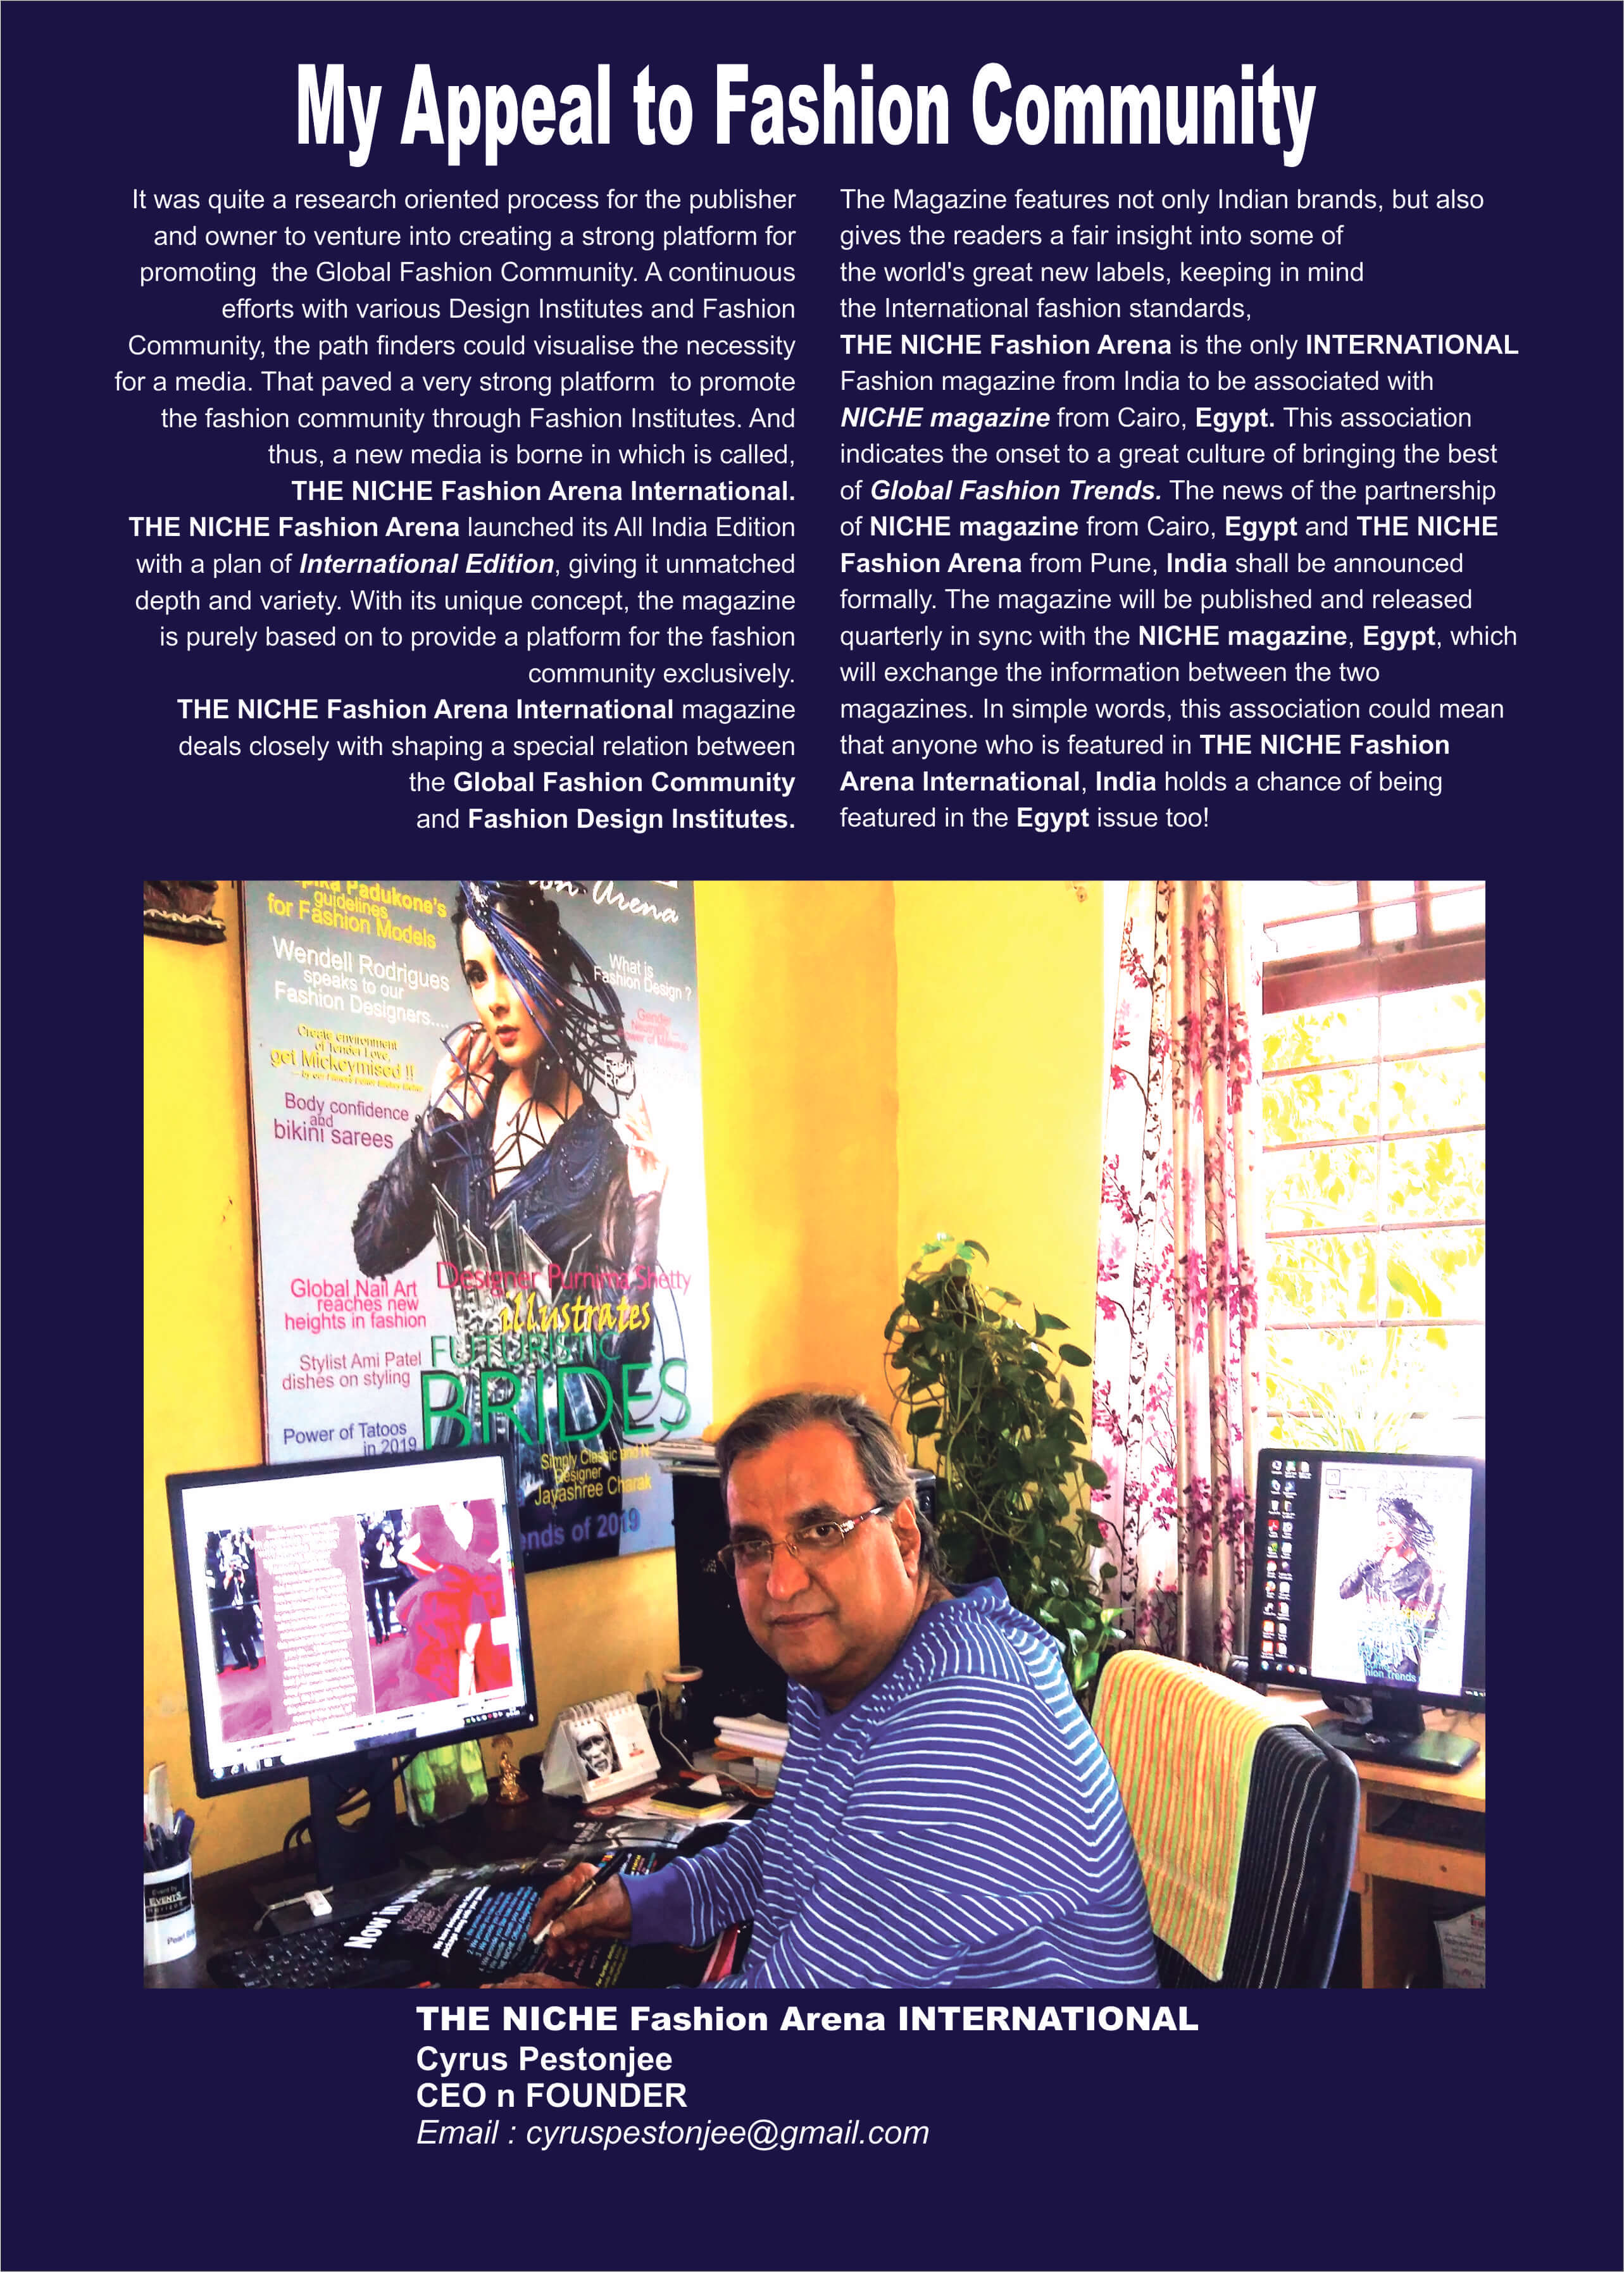 My Appeal to Fashion Community
It was quite a research oriented process for the publisher
and owner to venture into creating a strong platform for
promoting  the Global Fashion Community. A continuous
efforts with various Design Institutes and Fashion
Community, the path finders could visualise the necessity
for a media. That paved a very strong platform  to promote
the fashion community through Fashion Institutes. And
thus, a new media is borne in which is called,
THE NICHE Fashion Arena International.
THE NICHE Fashion Arena launched its All India Edition
with a plan of International Edition, giving it unmatched
depth and variety. With its unique concept, the magazine
is purely based on to provide a platform for the fashion
community exclusively.
THE NICHE Fashion Arena International magazine
deals closely with shaping a special relation between
the Global Fashion Community
and Fashion Design Institutes.
The Magazine features not only Indian brands, but also
gives the readers a fair insight into some of
the world's great new labels, keeping in mind
the International fashion standards,
THE NICHE Fashion Arena is the only INTERNATIONAL
Fashion magazine from India to be associated with
NICHE magazine from Cairo, Egypt. This association
indicates the onset to a great culture of bringing the best
of Global Fashion Trends. The news of the partnership
of NICHE magazine from Cairo, Egypt and THE NICHE
Fashion Arena from Pune, India shall be announced
formally. The magazine will be published and released
quarterly in sync with the NICHE magazine, Egypt, which
will exchange the information between the two
magazines. In simple words, this association could mean
that anyone who is featured in THE NICHE Fashion
Arena International, India holds a chance of being
featured in the Egypt issue too!
Arena
Padukone's
guidelines
for Fashion Models
Wendell Rodrigues
speaks to our
Fashion Designers....
What is
Fashion Design ?
Gender
Create environment
of Tender Love,
get Mickeymised !!
Body confidence
and
bikini sarees
Global Nail Art
reaches new
heights in fashion
Stylist Ami Patel
dishes on styling
Power of Tatoos
in 2019
Designer Purnima Shetty
illustrates
FUTURISTIC
BRIDES
Simply Classic and N
Designer
Jayashree Charak
ends of 2019
EVENTS
Now in
THE NICHE Fashion Arena INTERNATIONAL
Cyrus Pestonjee
CEO n FOUNDER
Email : cyruspestonjee@gmail.com